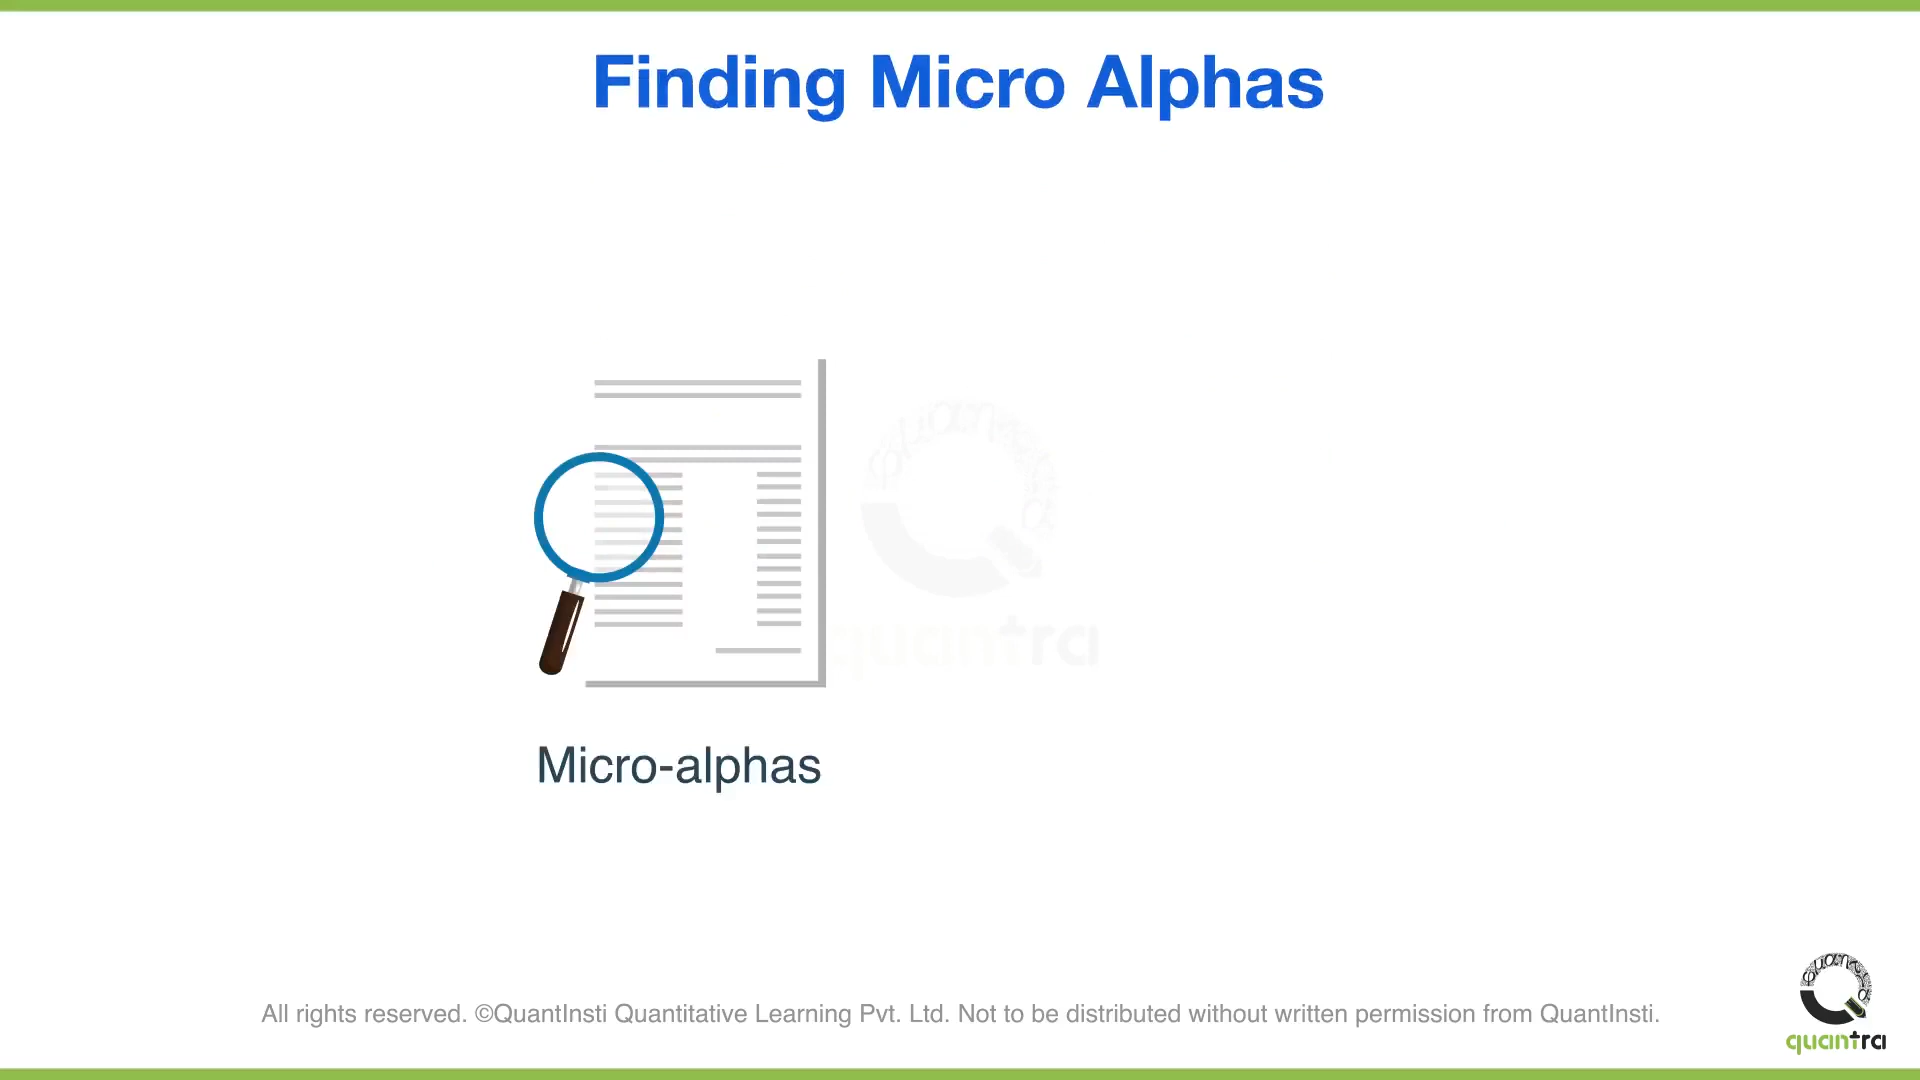 Finding Micro Alphas
quantra
Micro-alphas
All rights reserved. ©QuantInsti Quantitative Learning Pvt. Ltd. Not to be distributed without written permission from QuantInsti.
quantra